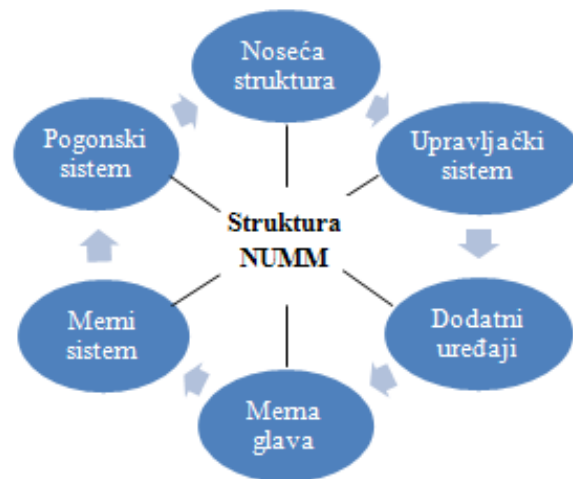 Noseća
struktura
Upravljački
sistem
Dodatni
uređaji
Merna
glava
Merni
sistem
Pogonski
sistem
Struktura
NUMM